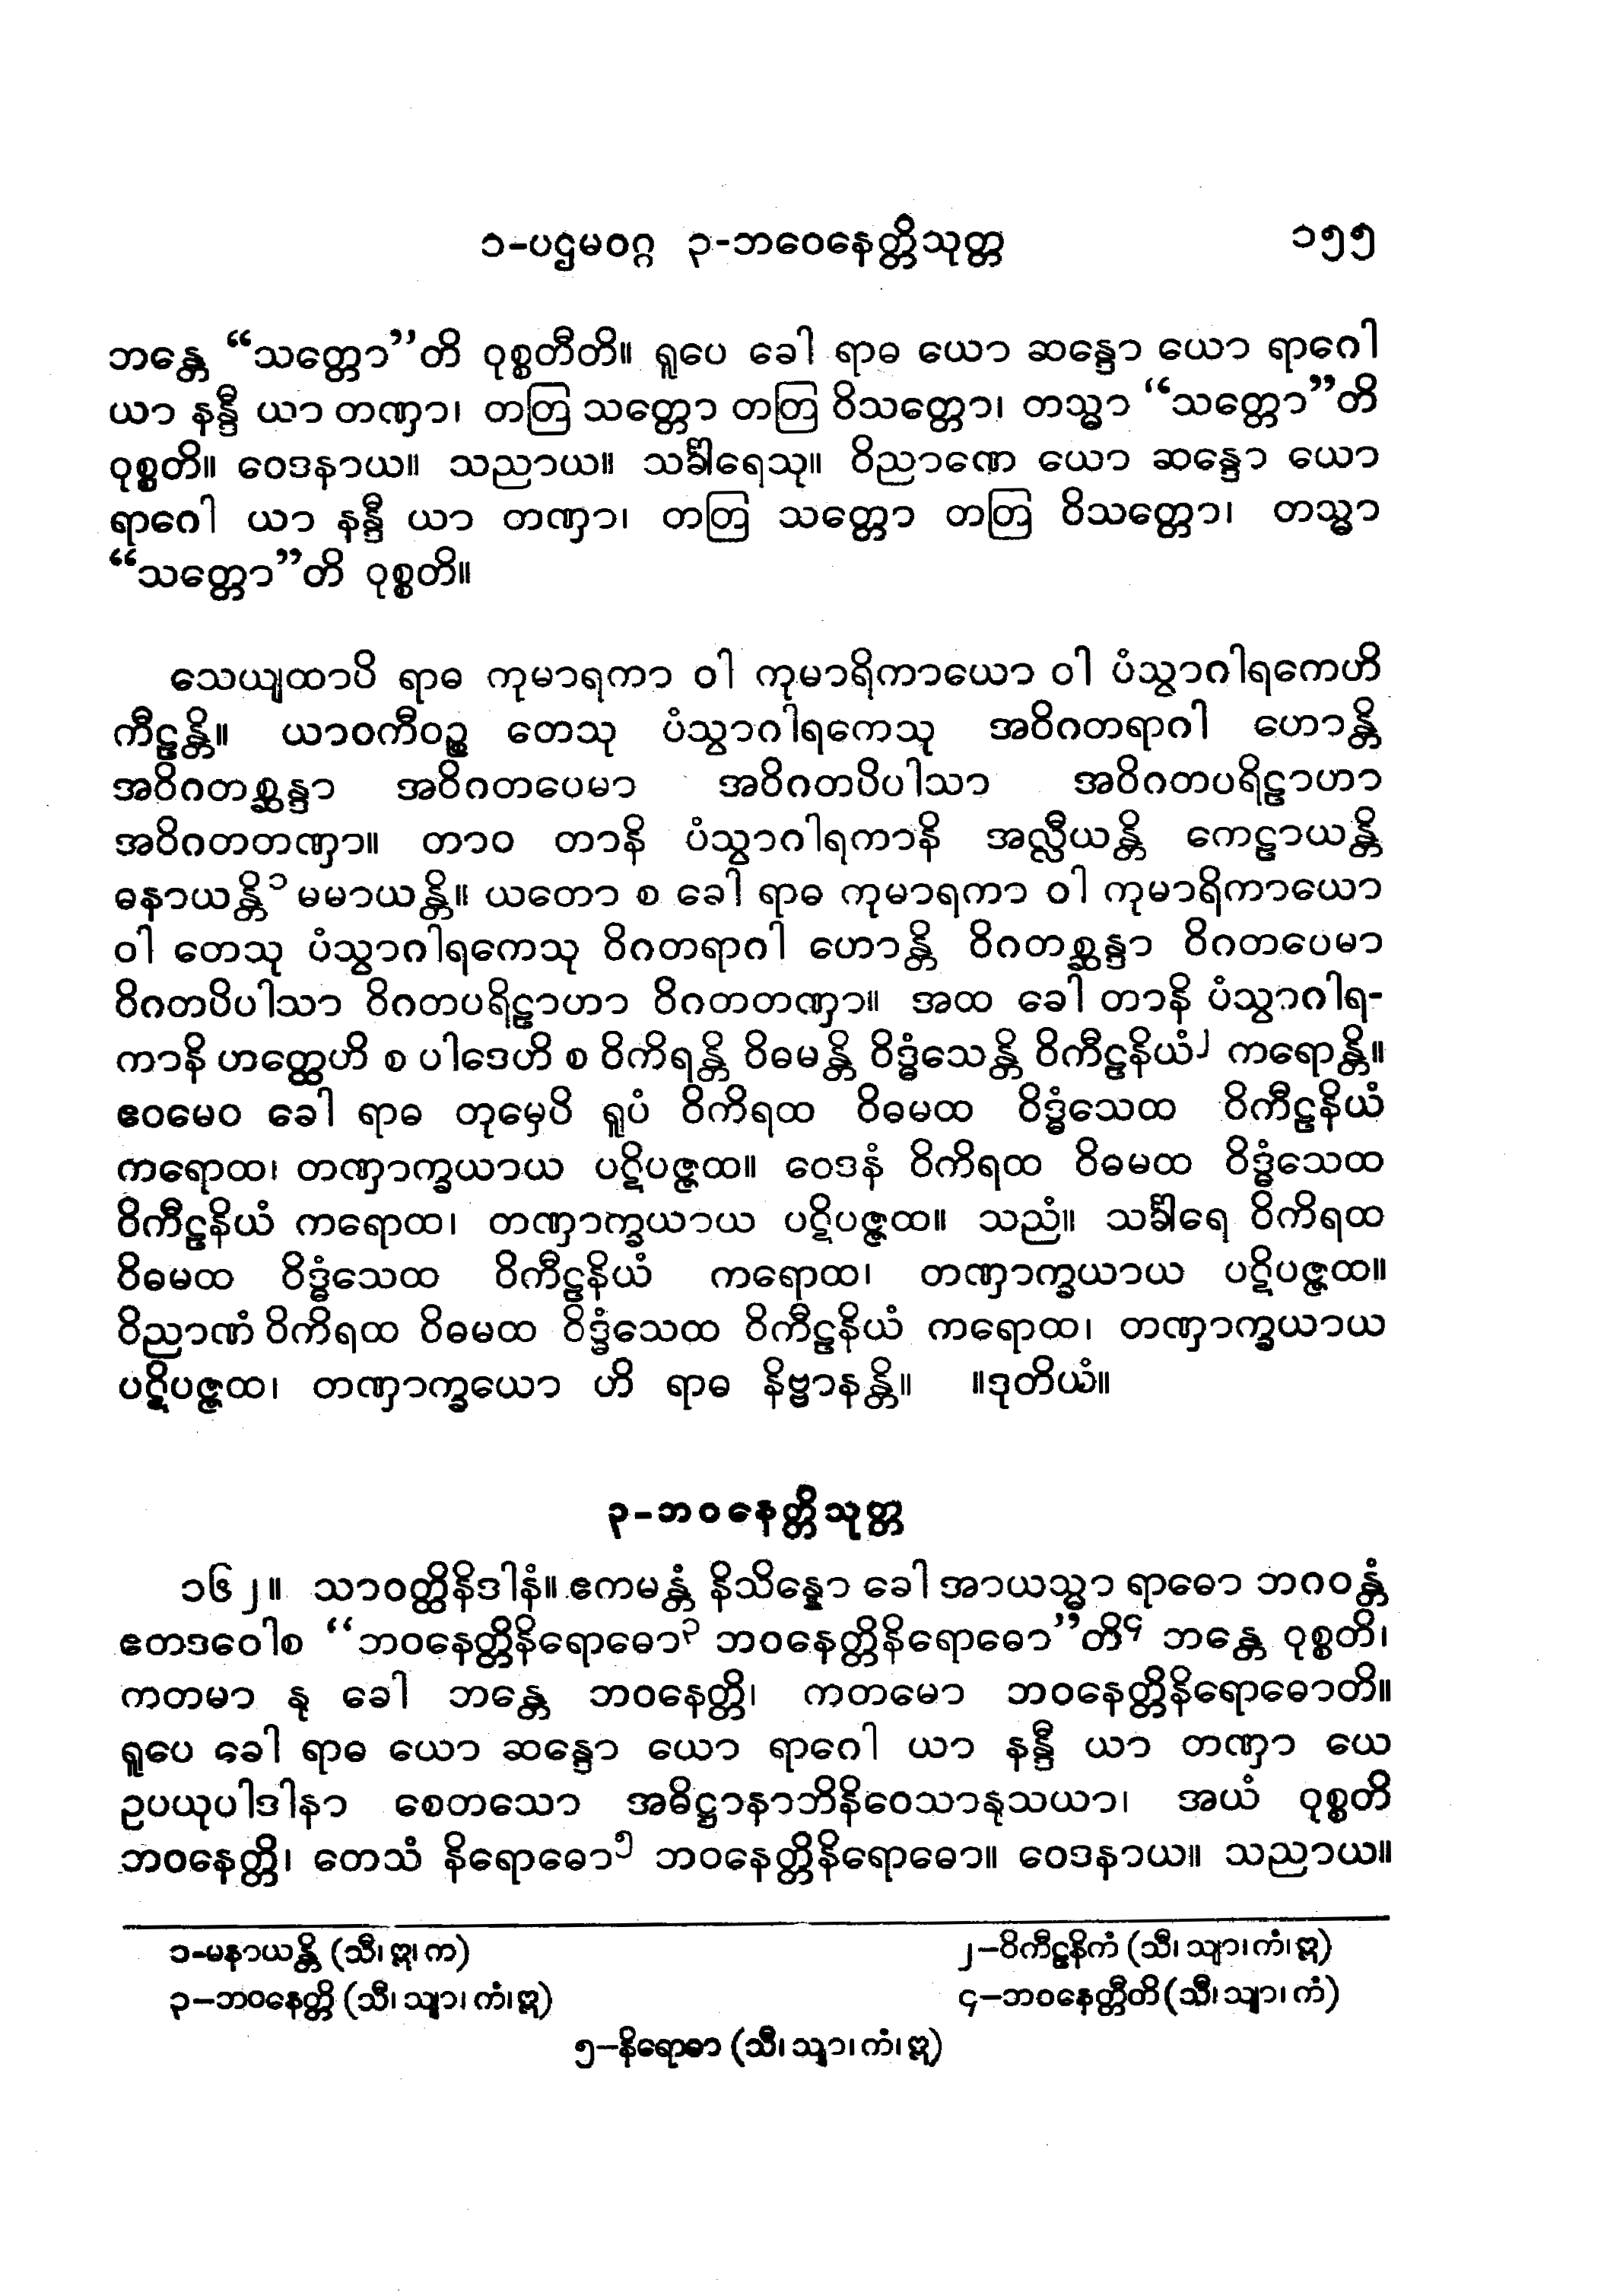 ၁-ပဌမဝဂ္ဂ ၃-ဘဝေနေတ္တိသုတ္တ ၁၅၅
ဘန္တေ “သတ္တော”တိ ဝုစ္စတီတိ။ ရူပေ ခေါ ရာဓ ယော ဆန္ဒော ယော ရာဂေါ
ယာ နန္ဒီ ယာ တဏှာ၊ တတြ သတ္တော တတြ ဝိသတ္တော၊ တသ္မာ “သတ္တော”တိ
ဝုစ္စတိ။ ဝေဒနာယ။ သညာယ။ သင်္ခါရေသု။ ဝိညာဏေ ယော ဆန္ဒော ယော
ရာဂေါ ယာ နန္ဒီ ယာ တဏှာ၊ တတြ သတ္တော တတြ ဝိသတ္တော၊ တသ္မာ
“သတ္တော”တိ ဝုစ္စတိ။
သေယျထာပိ ရာဓ ကုမာရကာ ဝါ ကုမာရိကာယော ဝါ ပံသွာဂါရကေဟိ
ကီဠန္တိ။ ယာဝကီဝဉ္စ တေသု ပံသွာဂါရကေသု အဝိဂတရာဂါ ဟောန္တိ
အဝိဂတစ္ဆန္ဒာ အဝိဂတပေမာ အဝိဂတပိပါသာ အဝိဂတပရိဠာဟာ
အဝိဂတတဏှာ။ တာဝ တာနိ ပံသွာဂါရကာနိ အလ္လီယန္တိ ကေဠာယန္တိ
ဓနာယန္တိ၁ မမာယန္တိ။ ယတော စ ခေါ ရာဓ ကုမာရကာ ဝါ ကုမာရိကာယော
ဝါ တေသု ပံသွာဂါရကေသု ဝိဂတရာဂါ ဟောန္တိ ဝိဂတစ္ဆန္ဒာ ဝိဂတပေမာ
ဝိဂတပိပါသာ ဝိဂတပရိဠာဟာ ဝိဂတတဏှာ။ အထ ခေါ တာနိ ပံသွာဂါရ-
ကာနိ ဟတ္ထေဟိ စ ပါဒေဟိ စ ဝိကိရန္တိ ဝိဓမန္တိ ဝိဒ္ဓံသေန္တိ ဝိကီဠနိယံ၂ ကရောန္တိ။
ဧဝမေဝ ခေါ ရာဓ တုမှေပိ ရူပံ ဝိကိရထ ဝိဓမထ ဝိဒ္ဓံသေထ ဝိကီဠနိယံ
ကရောထ၊ တဏှာက္ခယာယ ပဋိပဇ္ဇထ။ ဝေဒနံ ဝိကိရထ ဝိဓမထ ဝိဒ္ဓံသေထ
ဝိကီဠနိယံ ကရောထ၊ တဏှာက္ခယာယ ပဋိပဇ္ဇထ။ သညံ။ သင်္ခါရေ ဝိကိရထ
ဝိဓမထ ဝိဒ္ဓံသေထ ဝိကီဠနိယံ ကရောထ၊ တဏှာက္ခယာယ ပဋိပဇ္ဇထ။
ဝိညာဏံ ဝိကိရထ ဝိဓမထ ဝိဒ္ဓံသေထ ဝိကီဠနိယံ ကရောထ၊ တဏှာက္ခယာယ
ပဋိပဇ္ဇထ၊ တဏှာက္ခယော ဟိ ရာဓ နိဗ္ဗာနန္တိ။ ။ဒုတိယံ။
၃-ဘဝနေတ္တိသုတ္တ
၁၆၂။ သာဝတ္ထိနိဒါနံ။ ဧကမန္တံ နိသိန္နော ခေါ အာယသ္မာ ရာဓော ဘဂဝန္တံ
ဧတဒဝေါစ “ဘဝနေတ္တိနိရောဓော၃ ဘဝနေတ္တိနိရောဓော”တိ၄ ဘန္တေ ဝုစ္စတိ၊
ကတမာ နု ခေါ ဘန္တေ ဘဝနေတ္တိ၊ ကတမော ဘဝနေတ္တိနိရောဓောတိ။
ရူပေ ခေါ ရာဓ ယော ဆန္ဒော ယော ရာဂေါ ယာ နန္ဒီ ယာ တဏှာ ယေ
ဥပယုပါဒါနာ စေတသော အဓိဋ္ဌာနာဘိနိဝေသာနုသယာ၊ အယံ ဝုစ္စတိ
ဘဝနေတ္တိ၊ တေသံ နိရောဓော၅ ဘဝနေတ္တိနိရောဓော။ ဝေဒနာယ။ သညာယ။
၁-မနာယန္တိ (သီ၊ ဣ၊ က) ၂-ဝိကီဠနိကံ (သီ၊ သျာ၊ ကံ၊ ဣ)
၃-ဘဝနေတ္တိ (သီ၊ သျာ၊ ကံ၊ ဣ) ၄-ဘဝနေတ္တီတိ (သီ၊ သျာ၊ ကံ)
၅-နိရောဓာ (သီ၊ သျာ၊ ကံ၊ ဣ)